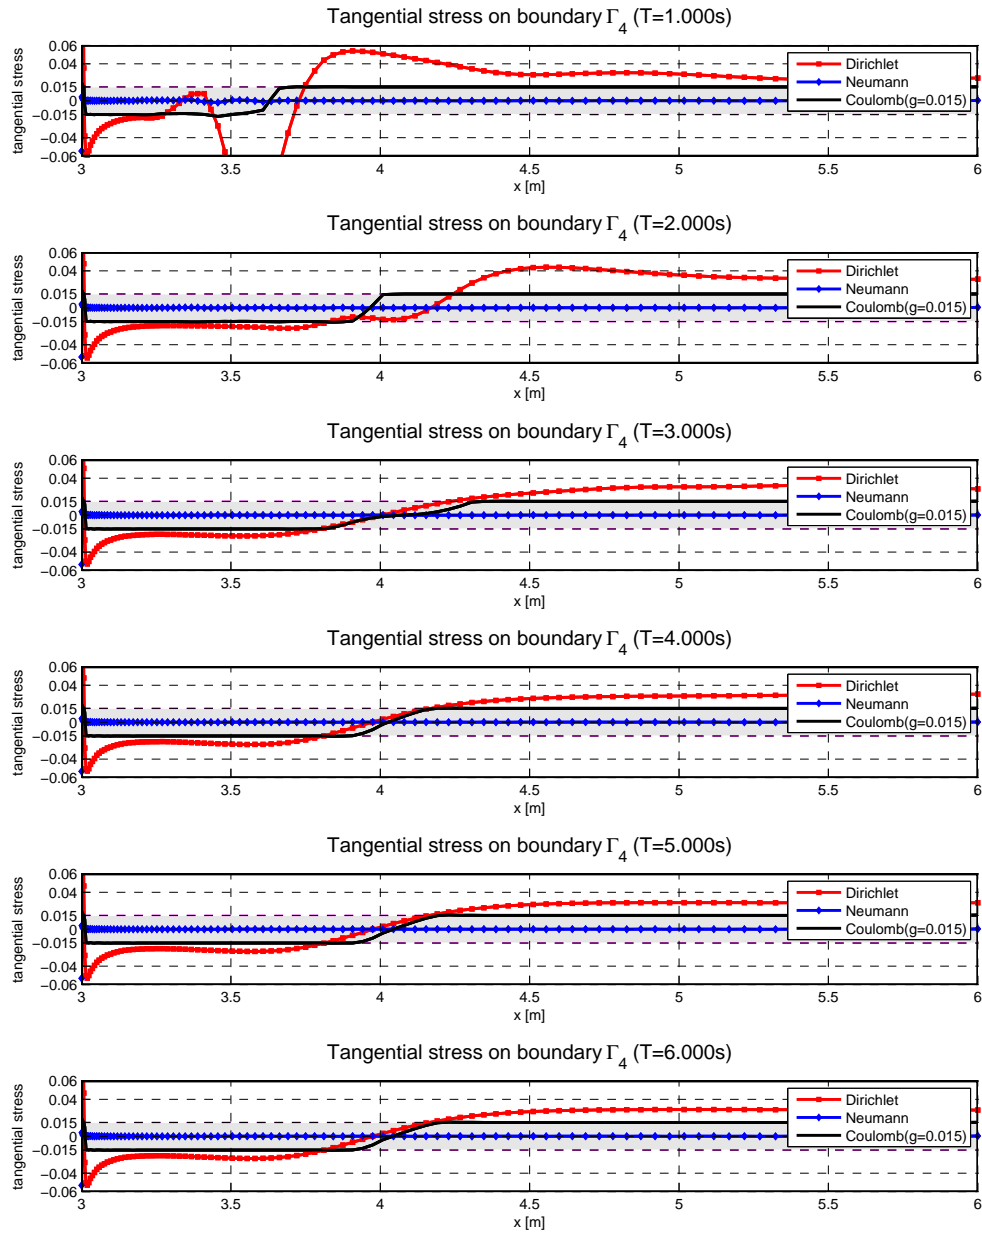 Tangential stress on boundary Γ4 (T=1.000s)
tangential stress
0.06
0.04
0.015
0
−0.015
−0.04
−0.06
3
3.5
4
4.5
5
5.5
6
x [m]
Dirichlet
Neumann
Coulomb(g=0.015)
Tangential stress on boundary Γ4 (T=2.000s)
tangential stress
0.06
0.04
0.015
0
−0.015
−0.04
−0.06
3
3.5
4
4.5
5
5.5
6
x [m]
Dirichlet
Neumann
Coulomb(g=0.015)
Tangential stress on boundary Γ4 (T=3.000s)
tangential stress
0.06
0.04
0.015
0
−0.015
−0.04
−0.06
3
3.5
4
4.5
5
5.5
6
x [m]
Dirichlet
Neumann
Coulomb(g=0.015)
Tangential stress on boundary Γ4 (T=4.000s)
tangential stress
0.06
0.04
0.015
0
−0.015
−0.04
−0.06
3
3.5
4
4.5
5
5.5
6
x [m]
Dirichlet
Neumann
Coulomb(g=0.015)
Tangential stress on boundary Γ4 (T=5.000s)
tangential stress
0.06
0.04
0.015
0
−0.015
−0.04
−0.06
3
3.5
4
4.5
5
5.5
6
x [m]
Dirichlet
Neumann
Coulomb(g=0.015)
Tangential stress on boundary Γ4 (T=6.000s)
tangential stress
0.06
0.04
0.015
0
−0.015
−0.04
−0.06
3
3.5
4
4.5
5
5.5
6
x [m]
Dirichlet
Neumann
Coulomb(g=0.015)